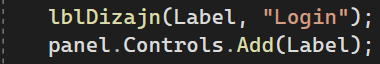 lblDizajn(Label, "Login");
panel.Controls.Add(Label);